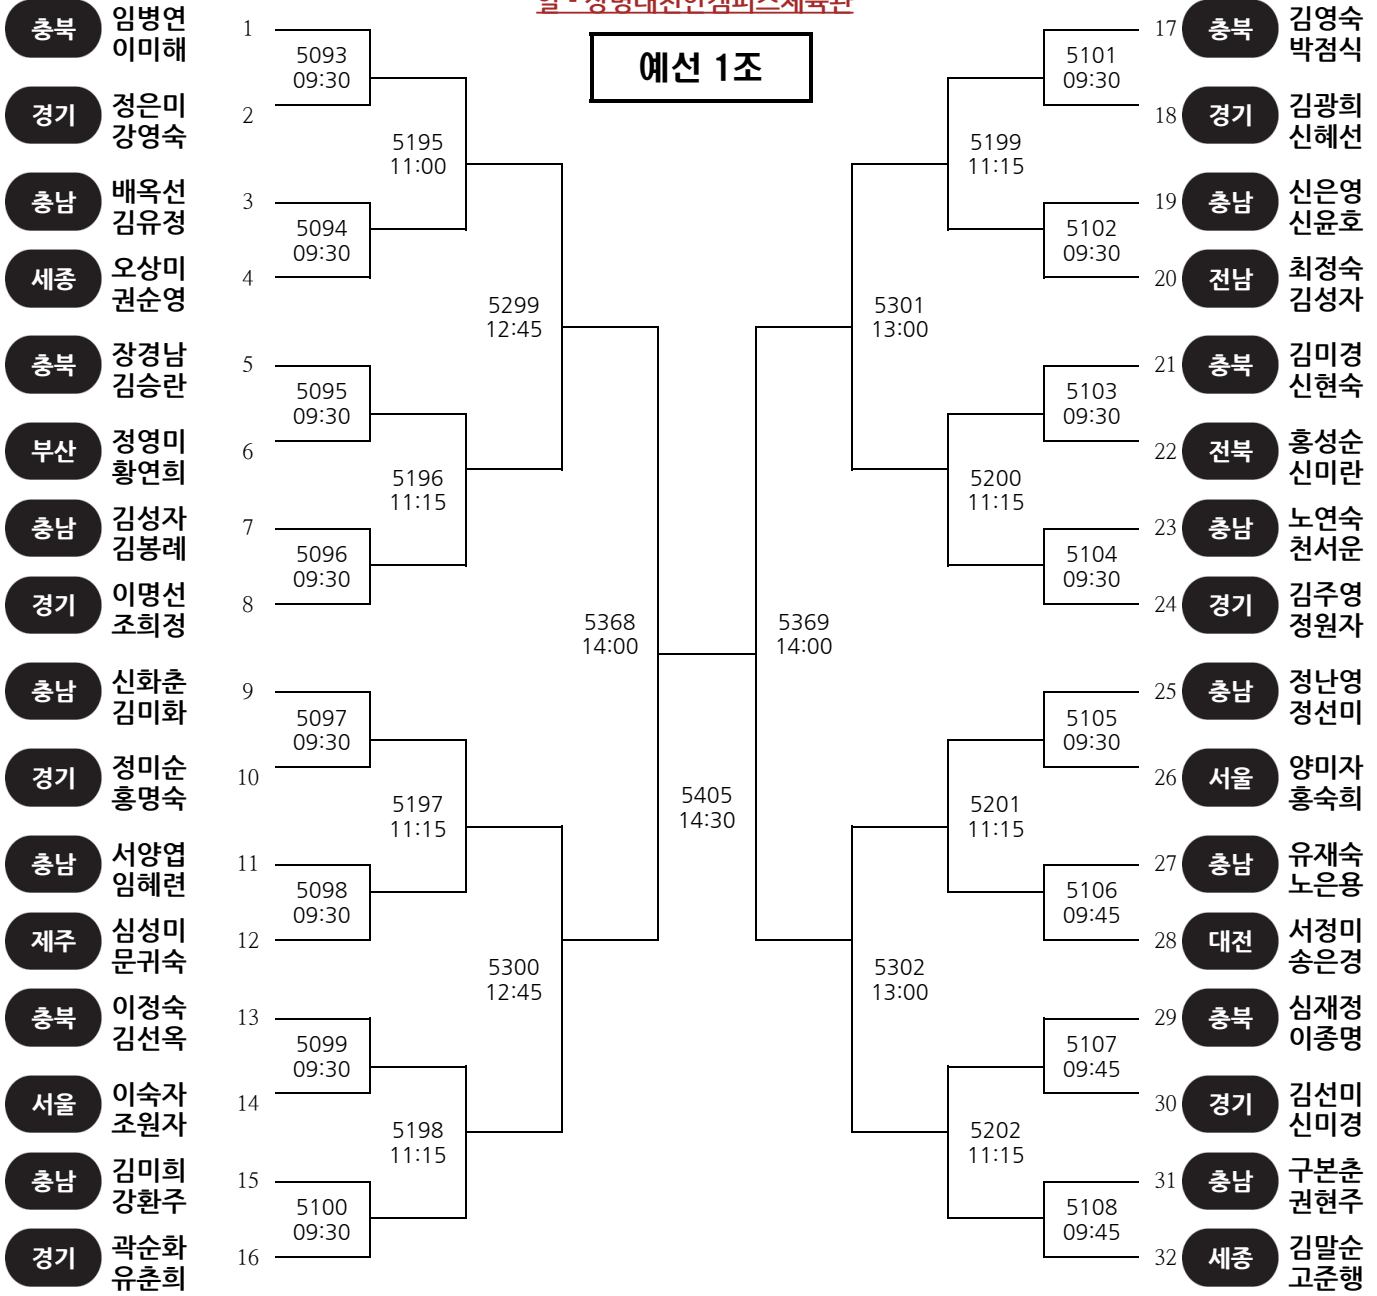 일 - 상명대천안캠퍼스체육관
예선 1조
충북 임병연 1
이미해
5093
09:30
경기 정은미 2
강영숙
5195
11:00
충남 배옥선 3
김유정
5094
09:30
세종 오상미 4
권순영
5299
12:45
충북 장경남 5
김승란
5095
09:30
부산 정영미 6
황연희
5196
11:15
충남 김성자 7
김봉례
5096
09:30
경기 이명선 8
조희정
5368
14:00
충남 신화춘 9
김미화
5097
09:30
경기 정미순 10
홍명숙
5197
11:15
충남 서양엽 11
임혜련
5098
09:30
제주 심성미 12
문귀숙
5300
12:45
충북 이정숙 13
김선옥
5099
09:30
서울 이숙자 14
조원자
5198
11:15
충남 김미희 15
강환주
5100
09:30
경기 곽순화 16
유춘희
5405
14:30
17 충북 김영숙
박점식
5101
09:30
18 경기 김광희
신혜선
5199
11:15
19 충남 신은영
신윤호
5102
09:30
20 전남 최정숙
김성자
5301
13:00
21 충북 김미경
신현숙
5103
09:30
22 전북 홍성순
신미란
5200
11:15
23 충남 노연숙
천서운
5104
09:30
24 경기 김주영
정원자
5369
14:00
25 충남 정난영
정선미
5105
09:30
26 서울 양미자
홍숙희
5201
11:15
27 충남 유재숙
노은용
5106
09:45
28 대전 서정미
송은경
5302
13:00
29 충북 심재정
이종명
5107
09:45
30 경기 김선미
신미경
5202
11:15
31 충남 구본춘
권현주
5108
09:45
32 세종 김말순
고준행